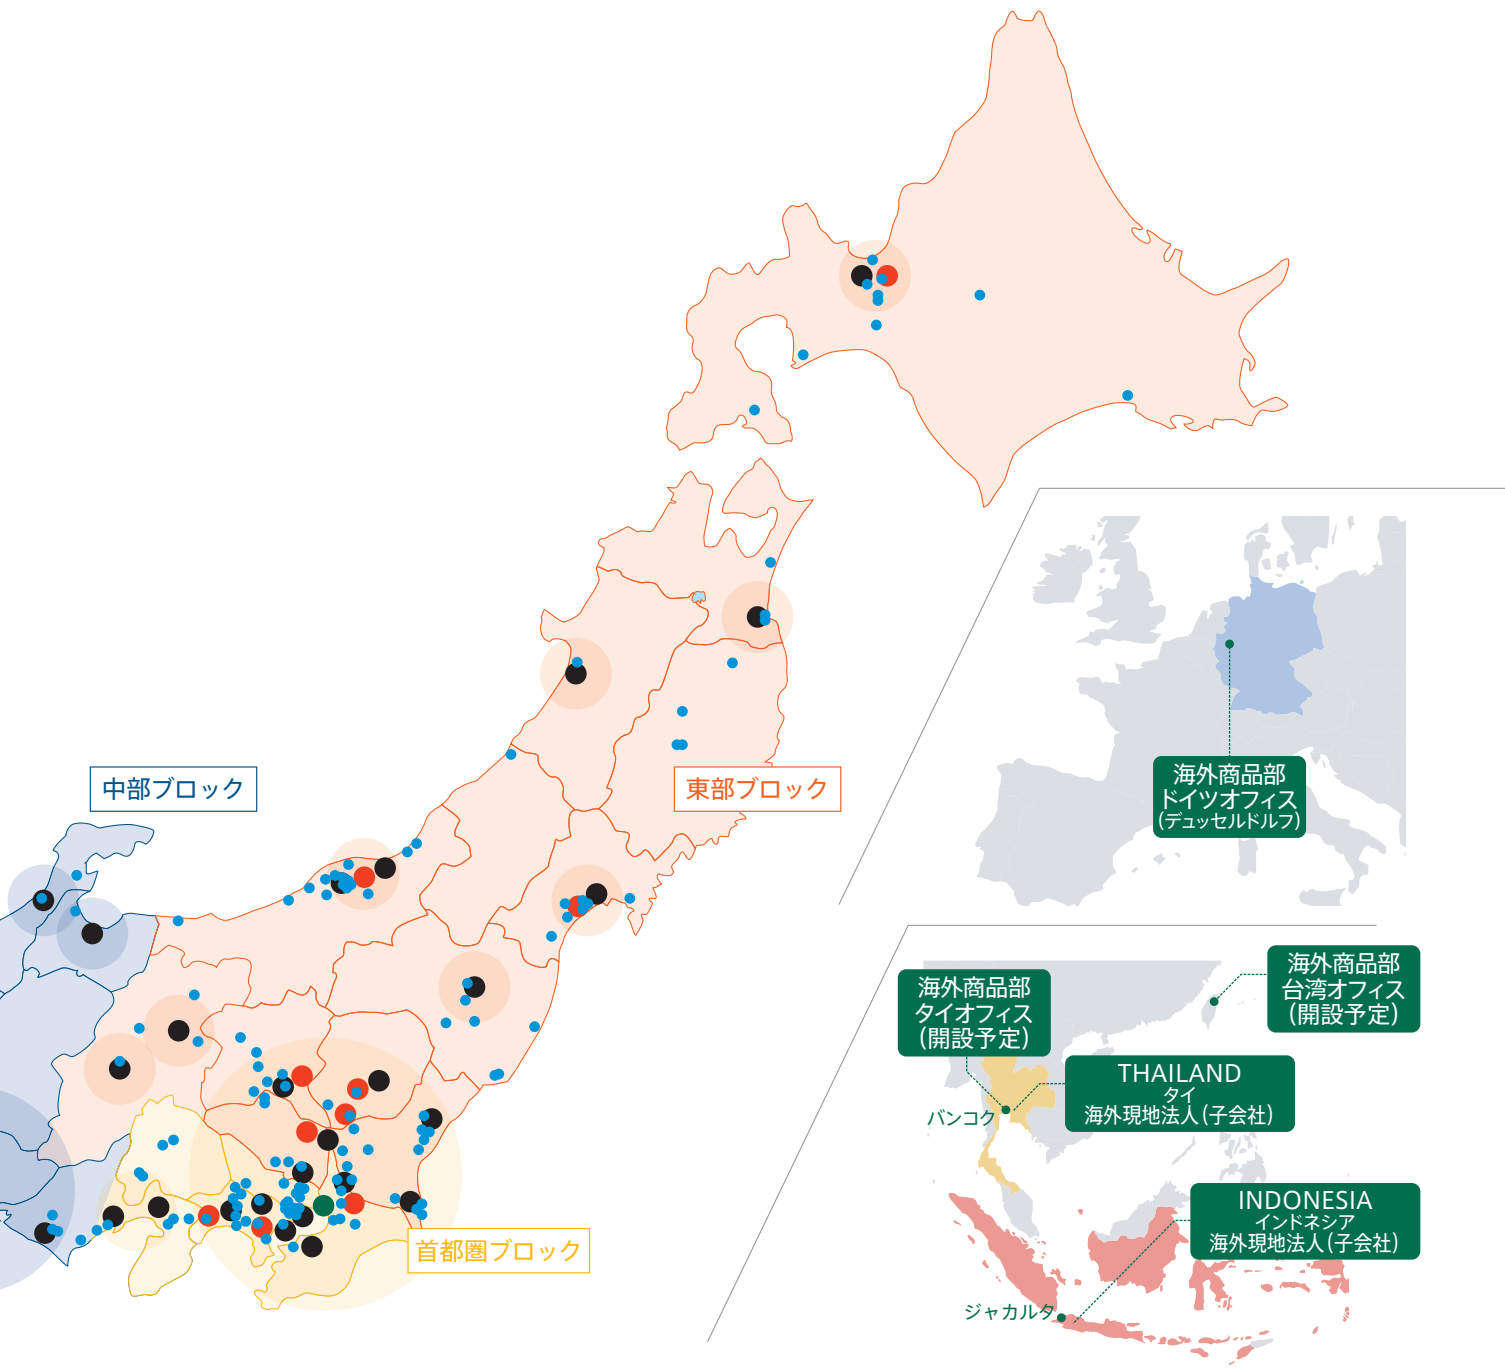 中部ブロック
東部ブロック
首都圏ブロック
海外商品部
ドイツオフィス
(デュッセルドルフ)
海外商品部
タイオフィス
(開設予定)
海外商品部
台湾オフィス
(開設予定)
THAILAND
タイ
海外現地法人(子会社)
バンコク
INDONESIA
インドネシア
海外現地法人(子会社)
ジャカルタ